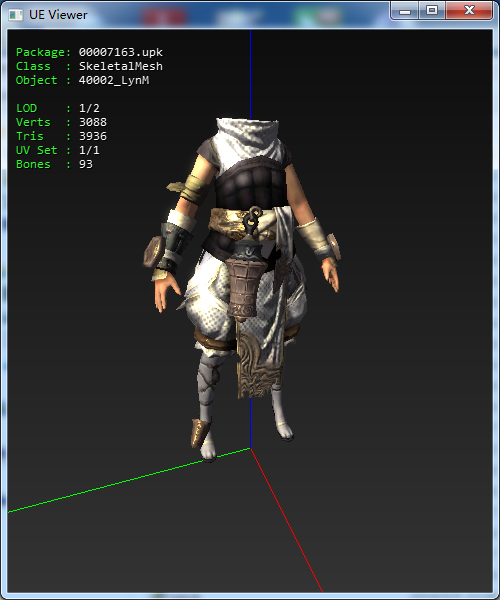 UE Viewer
Package: 00007163.upk
Class : SkeletalMesh
Object : 40002_LynM
LOD : 1/2
Verts : 3088
Tris : 3936
UV Set : 1/1
Bones : 93